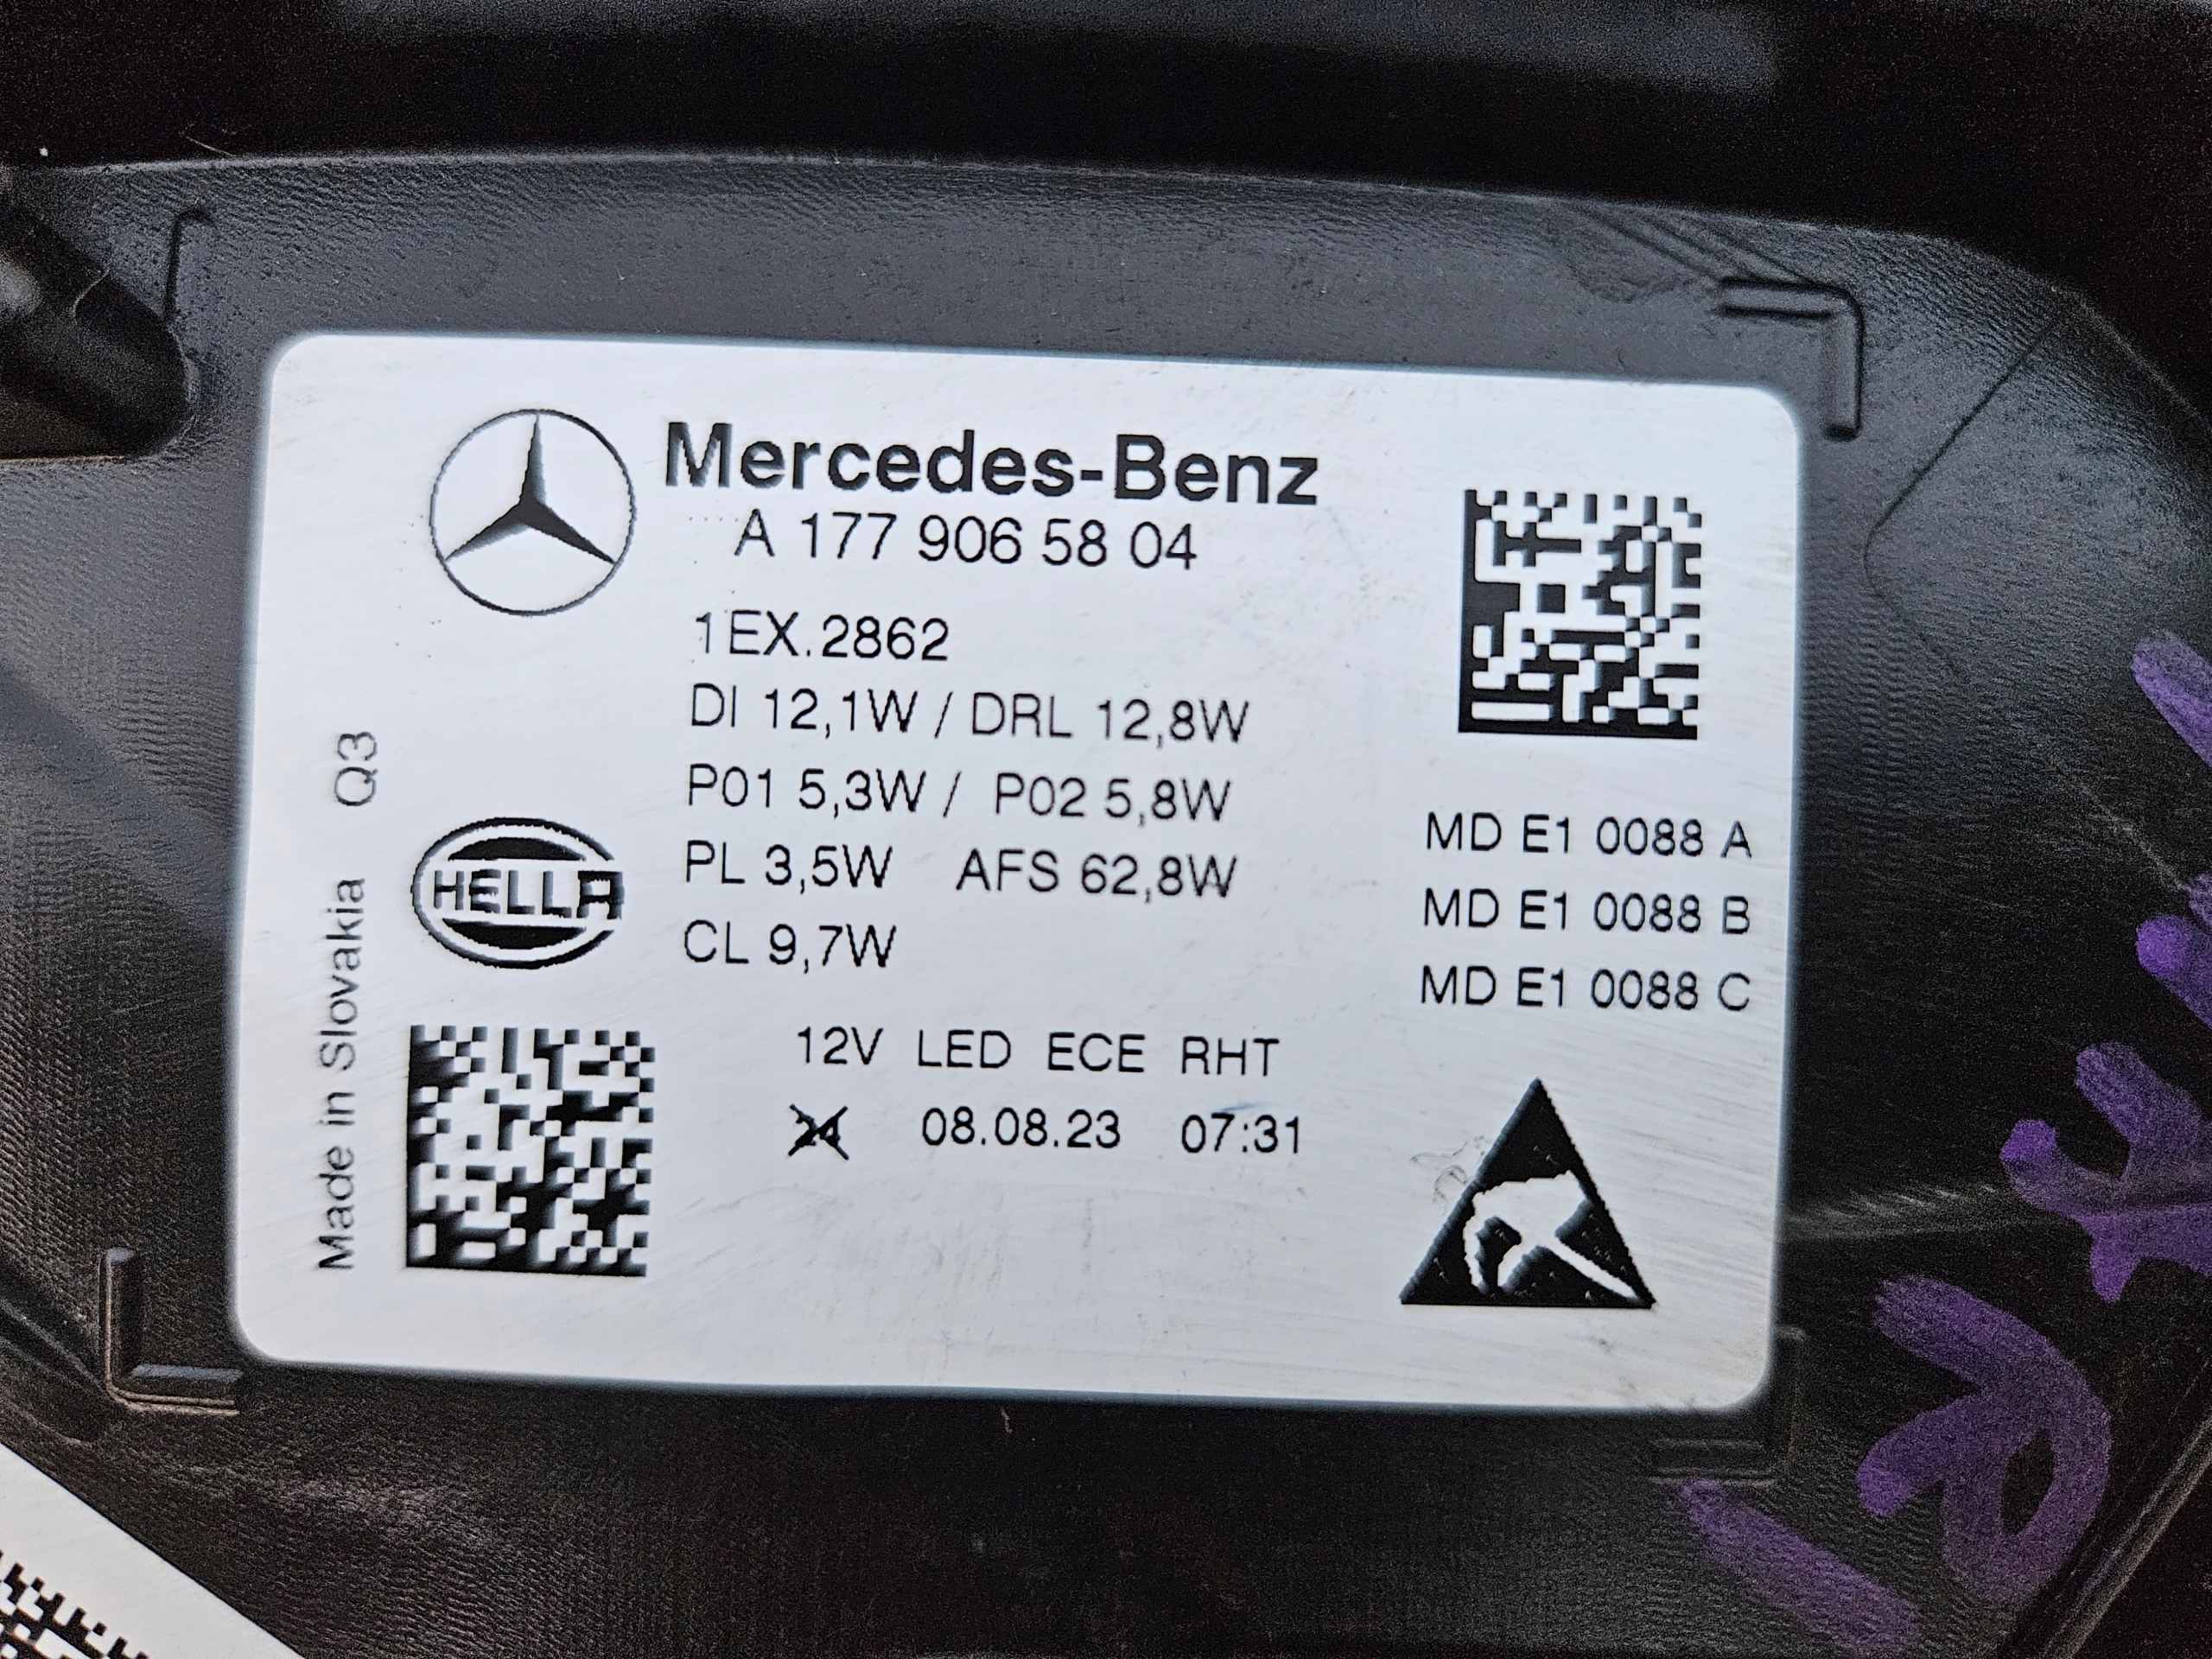 Mercedes-Benz
A 177 906 58 04
1EX.2862
DI 12,1W / DRL 12,8W
P01 5,3W / P02 5,8W
PL 3,5W AFS 62,8W
CL 9,7W
12V LED ECE RHT
24 08.08.23 07:31
MD E1 0088 A
MD E1 0088 B
MD E1 0088 C
HELLA
Made in Slovakia Q3